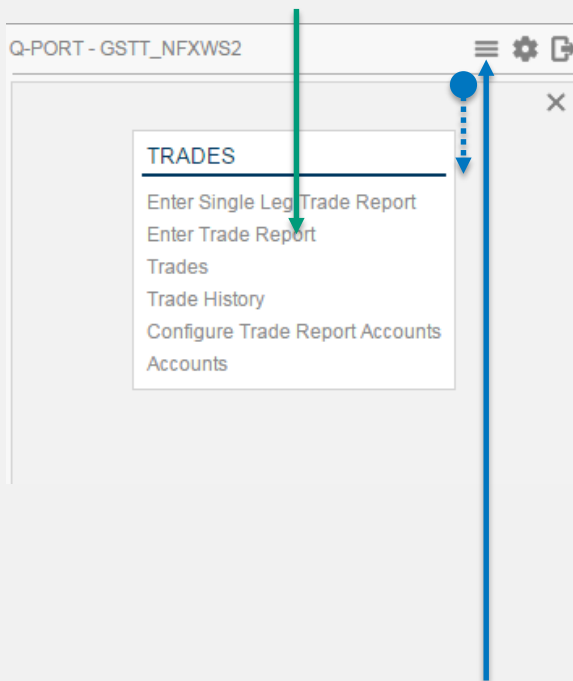 Q-PORT - GSTT_NFXWS2
TRADES
Enter Single Leg Trade Report
Enter Trade Report
Trades
Trade History
Configure Trade Report Accounts
Accounts